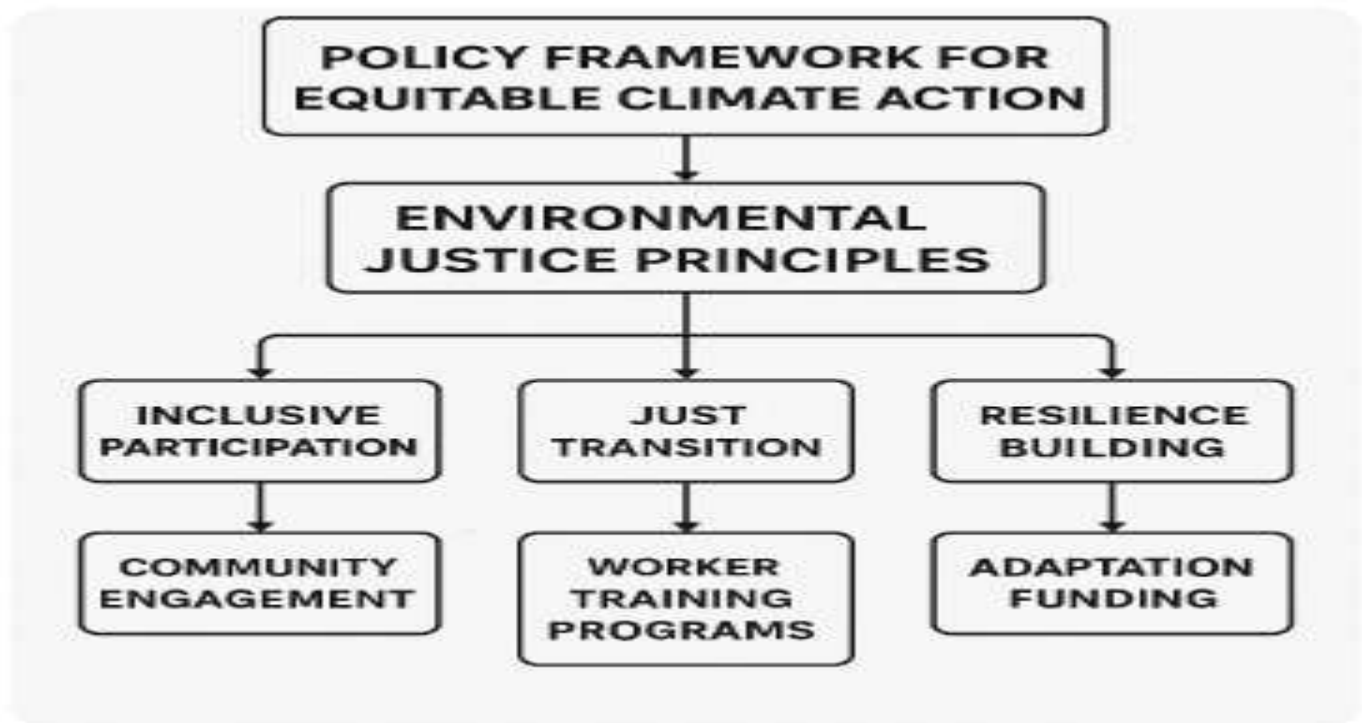 POLICY FRAMEWORK FOR
EQUITABLE CLIMATE ACTION
ENVIRONMENTAL
JUSTICE PRINCIPLES
INCLUSIVE
PARTICIPATION
JUST
TRANSITION
RESILIENCE
BUILDING
COMMUNITY
ENGAGEMENT
WORKER
TRAINING
PROGRAMS
ADAPTATION
FUNDING